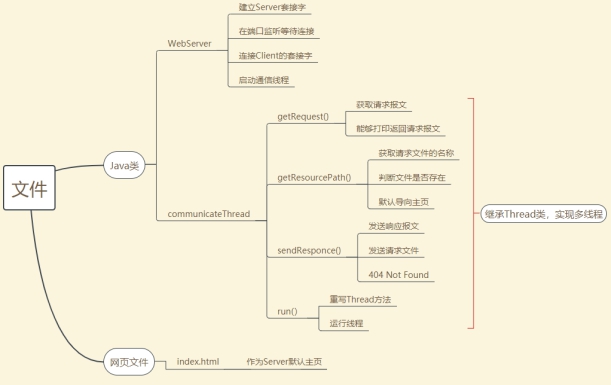 文件
Java类
WebServer
建立Server套接字
在端口监听等待连接
连接Client的套接字
启动通信线程
communicateThread
getRequest()
获取请求报文
能够打印返回请求报文
getResourcePath()
获取请求文件的名称
判断文件是否存在
默认导向主页
sendResponce()
发送响应报文
发送请求文件
404 Not Found
run()
重写Thread方法
运行线程
继承Thread类，实现多线程
网页文件
index.html
作为Server默认主页